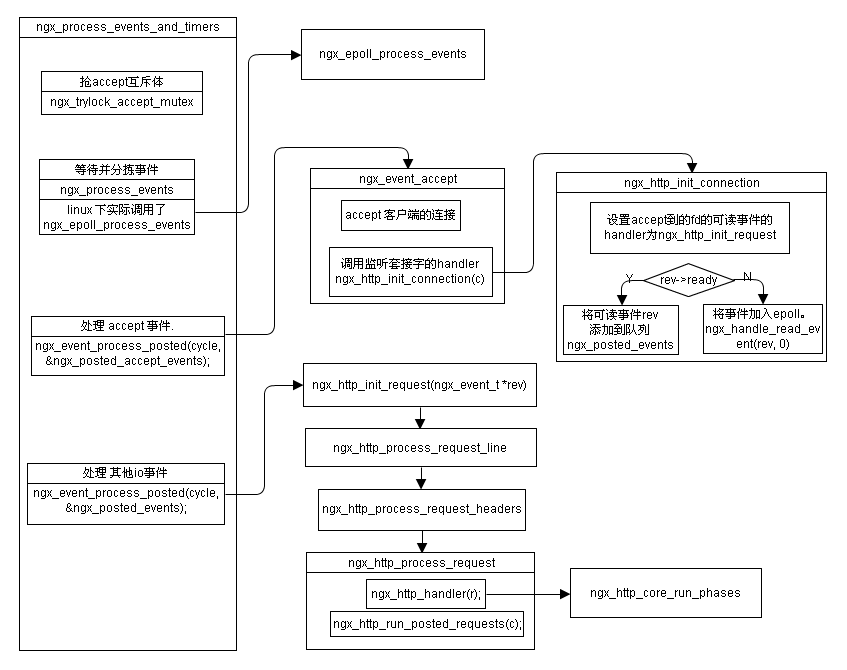 ngx_process_events_and_timers
抢accept互斥体
ngx_trylock_accept_mutex
等待并分拣事件
ngx_process_events
linux 下实际调用了
ngx_epoll_process_events
处理 accept 事件.
ngx_event_process_posted(cycle,
&ngx_posted_accept_events);
处理 其他io事件
ngx_event_process_posted(cycle,
&ngx_posted_events);
ngx_epoll_process_events
ngx_event_accept
accept 客户端的连接
调用监听套接字的handler
ngx_http_init_connection(c)
ngx_http_init_connection
设置accept到的fd的可读事件的
handler为ngx_http_init_request
Y
rev->ready
N
将可读事件rev
添加到队列
ngx_posted_events
将事件加入epoll。
ngx_handle_read_ev
ent(rev, 0)
ngx_http_init_request(ngx_event_t *rev)
ngx_http_process_request_line
ngx_http_process_request_headers
ngx_http_process_request
ngx_http_handler(r);
ngx_http_run_posted_requests(c);
ngx_http_core_run_phases